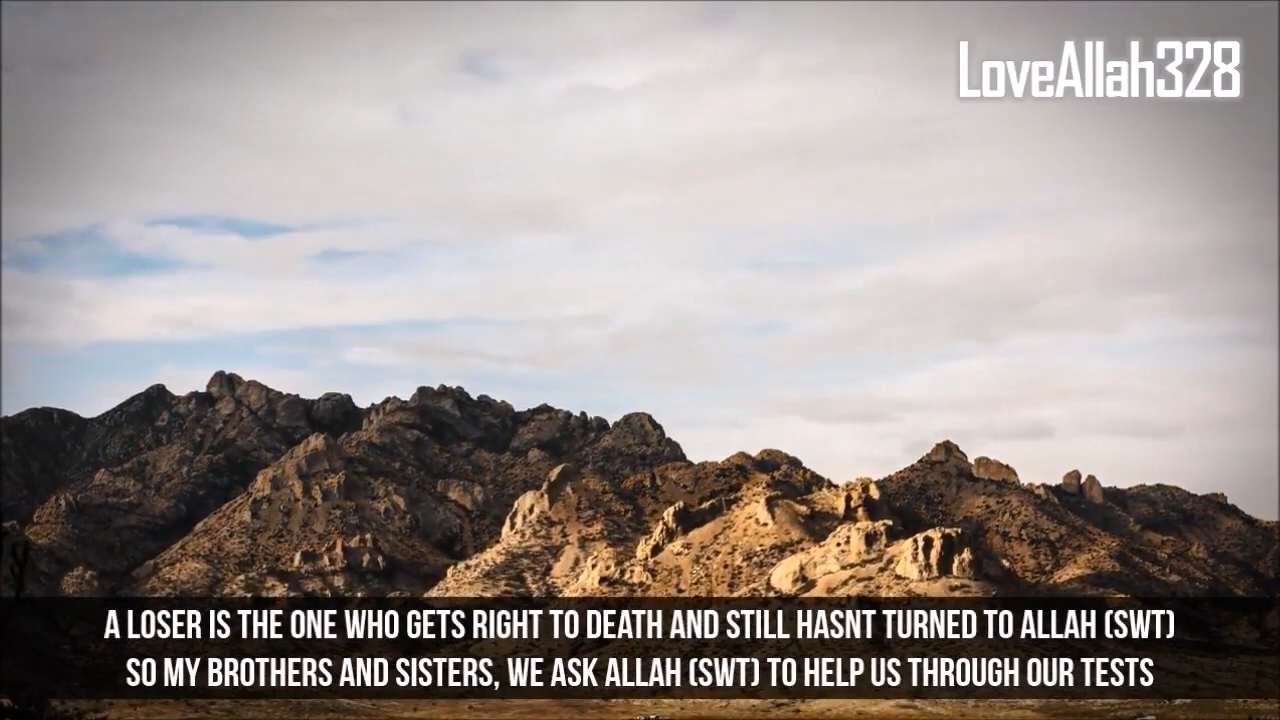 LoveAllah328
A LOSER IS THE ONE WHO GETS RIGHT TO DEATH AND STILL HASNT TURNED TO ALLAH (SWT)
SO MY BROTHERS AND SISTERS, WE ASK ALLAH (SWT) TO HELP US THROUGH OUR TESTS